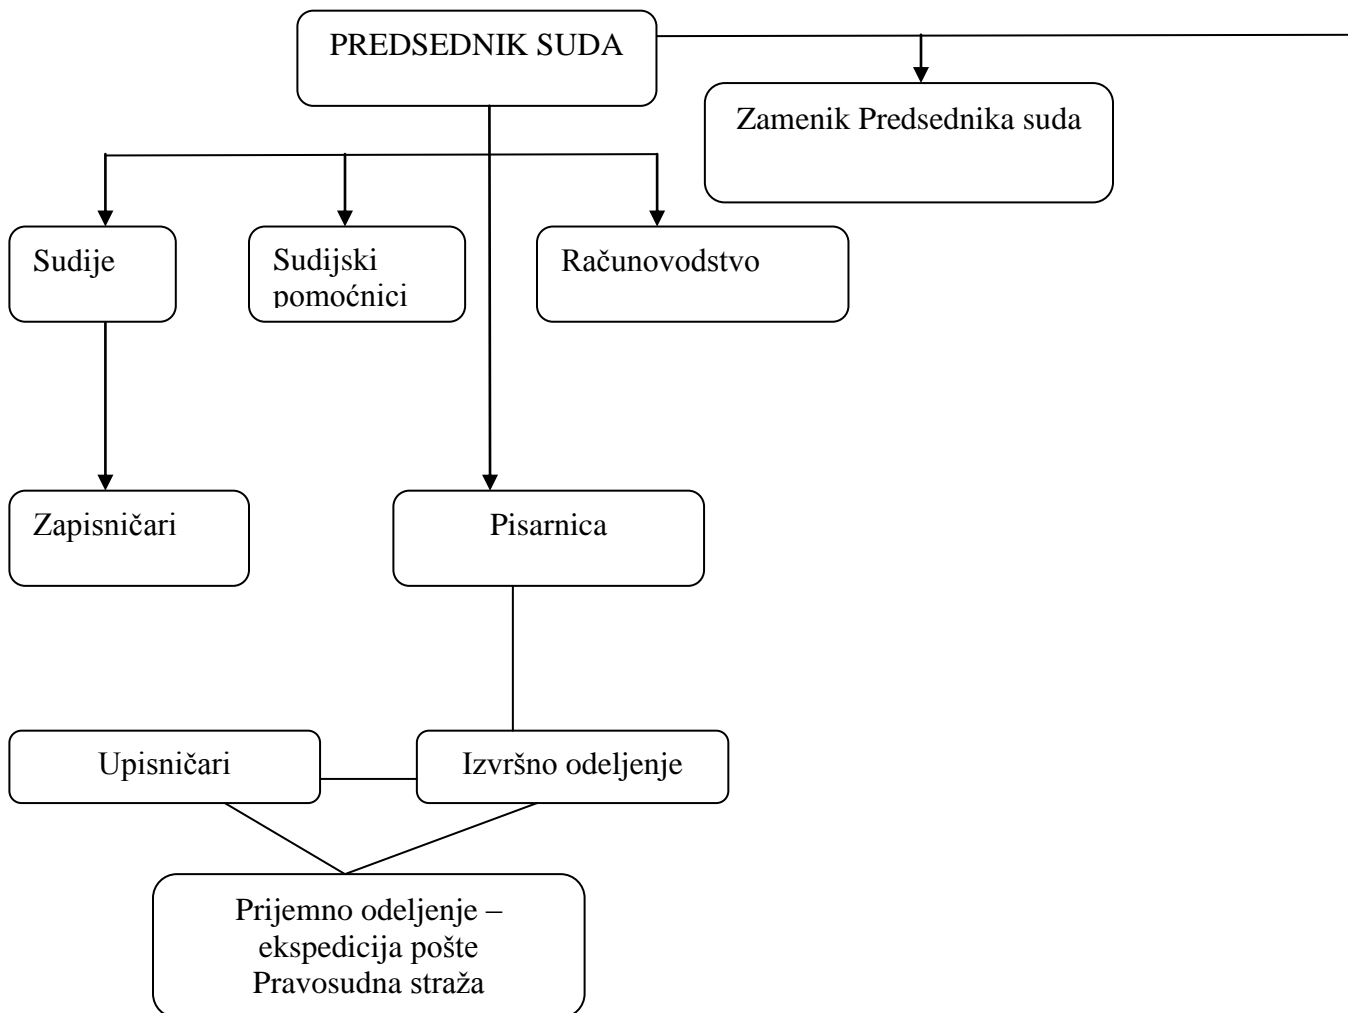 PREDSEDNIK SUDA
Zamenik Predsednika suda
Sudije
Sudijski
pomoćnici
Računovodstvo
Zapisničari
Pisarnica
Upisničari
Izvršno odeljenje
Prijemno odeljenje –
ekspedicija pošte
Pravosudna straža